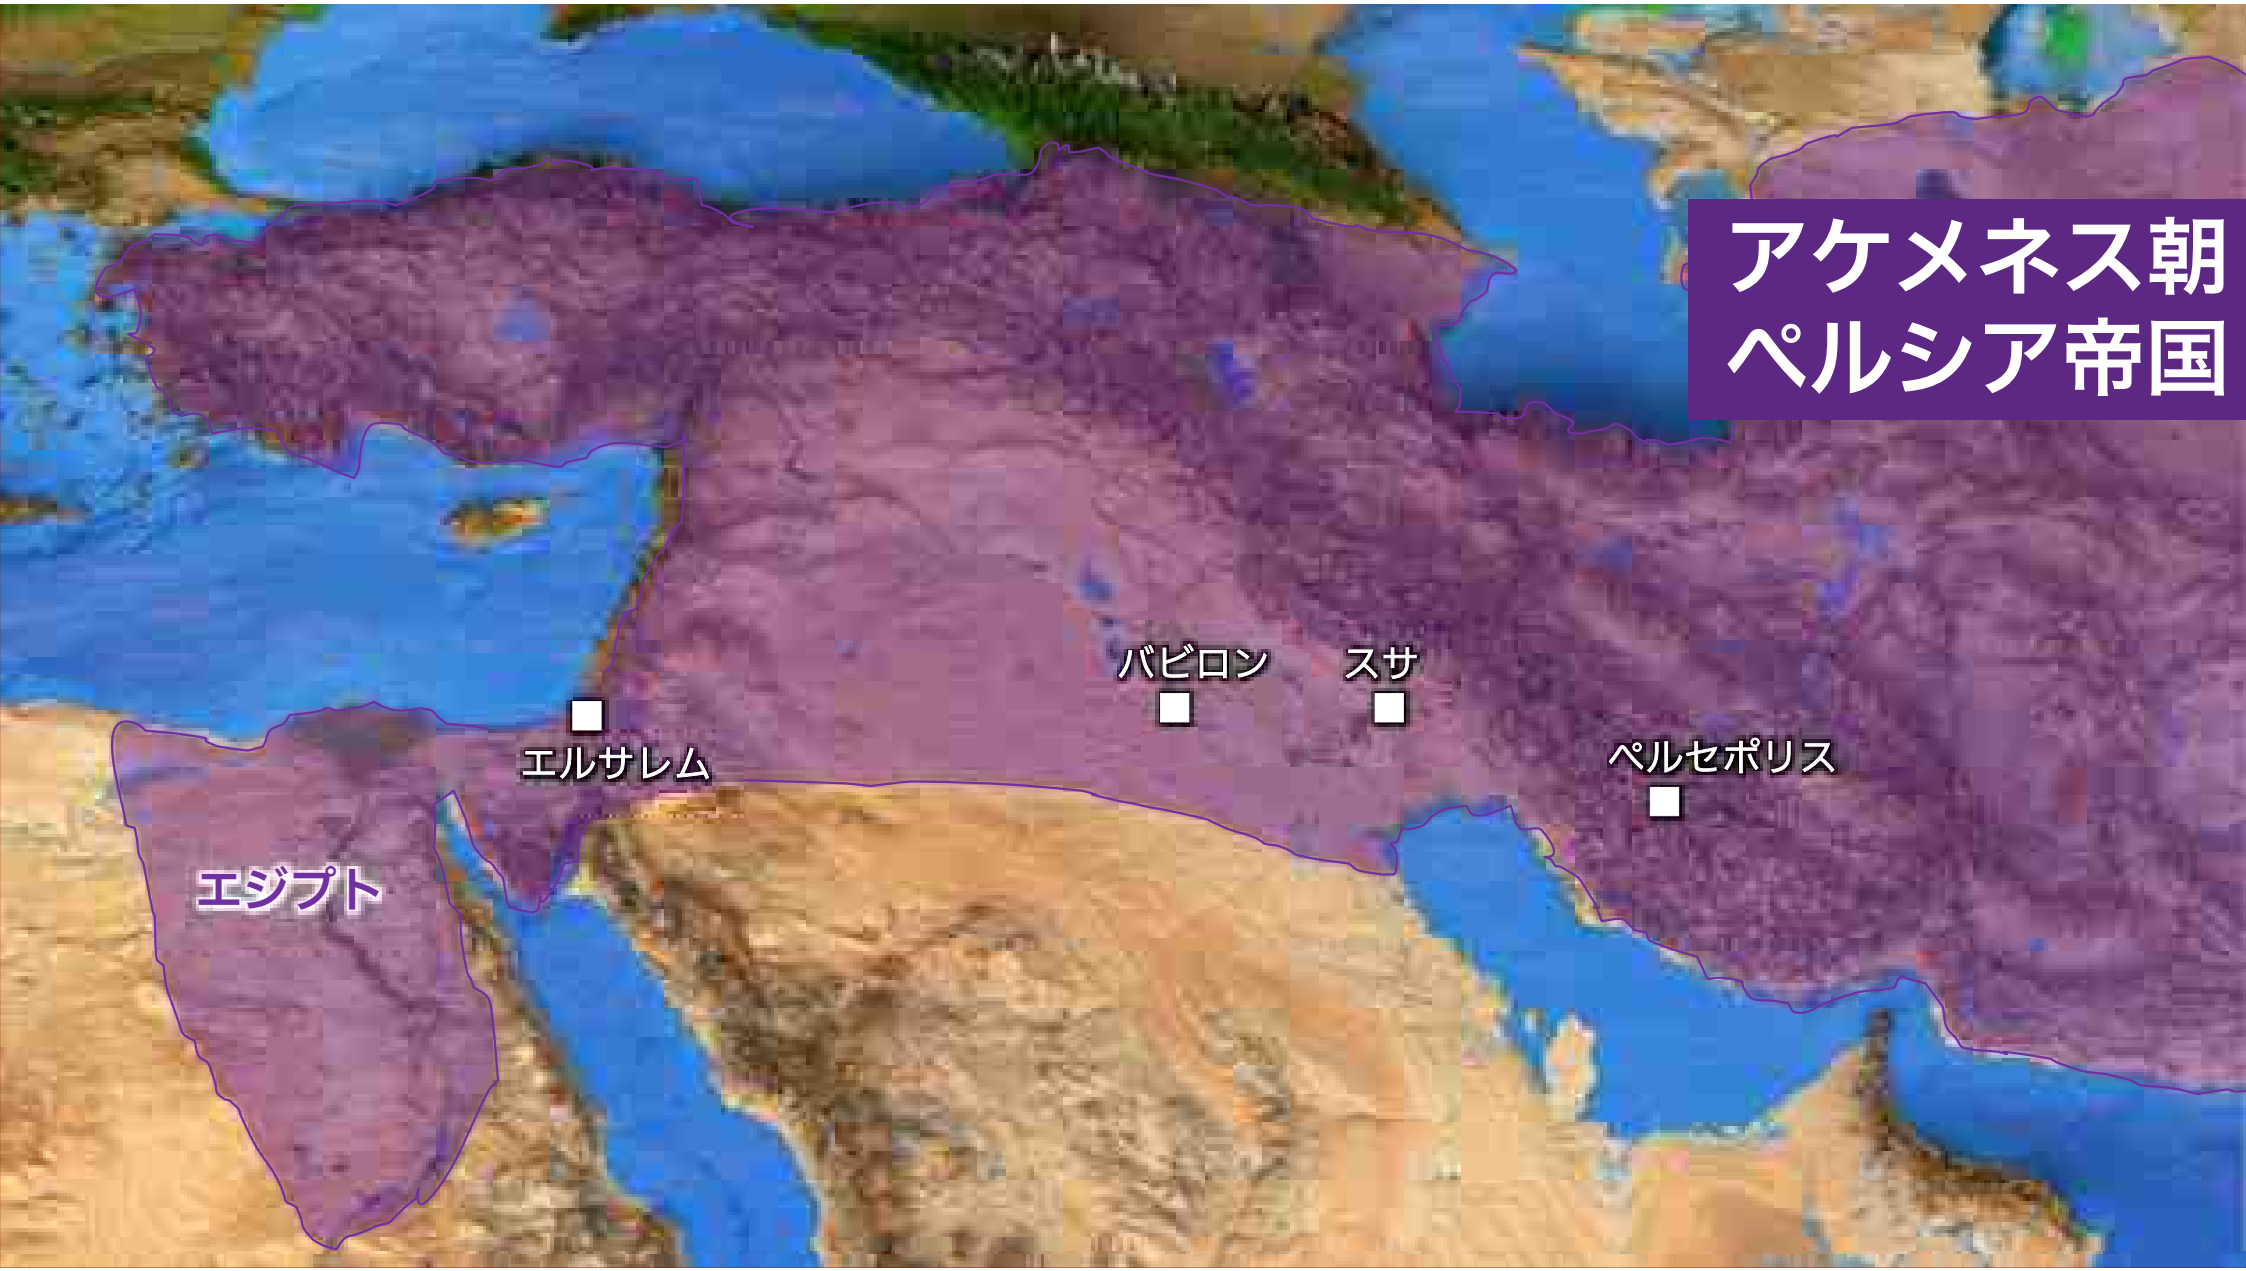 アケメネス朝
ペルシア帝国
バビロン
スサ
エルサレム
ペルセポリス
エジプト